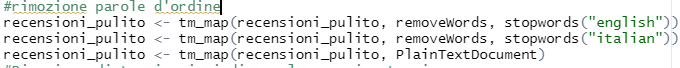 #rimozione parole d'ordine
recensioni_pulito <- tm_map(recensioni_pulito, removeWords, stopwords("english"))
recensioni_pulito <- tm_map(recensioni_pulito, removeWords, stopwords("italian"))
recensioni_pulito <- tm_map(recensioni_pulito, PlainTextDocument)